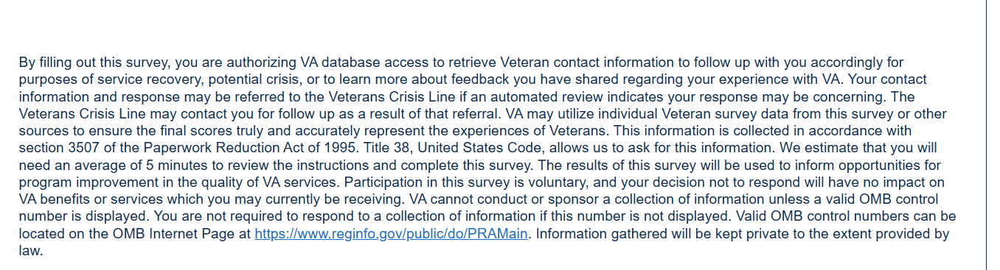 By filling out this survey, you are authorizing VA database access to retrieve Veteran contact information to follow up with you accordingly for
purposes of service recovery, potential crisis, or to learn more about feedback you have shared regarding your experience with VA. Your contact
information and response may be referred to the Veterans Crisis Line if an automated review indicates your response may be concerning. The
Veterans Crisis Line may contact you for follow up as a result of that referral. VA may utilize individual Veteran survey data from this survey or other
sources to ensure the final scores truly and accurately represent the experiences of Veterans. This information is collected in accordance with
section 3507 of the Paperwork Reduction Act of 1995. Title 38, United States Code, allows us to ask for this information. We estimate that you will
need an average of 5 minutes to review the instructions and complete this survey. The results of this survey will be used to inform opportunities for
program improvement in the quality of VA services. Participation in this survey is voluntary, and your decision not to respond will have no impact on
VA benefits or services which you may currently be receiving. VA cannot conduct or sponsor a collection of information unless a valid OMB control
number is displayed. You are not required to respond to a collection of information if this number is not displayed. Valid OMB control numbers can be
located on the OMB Internet Page at https://www.reginfo.gov/public/do/PRAMain. Information gathered will be kept private to the extent provided by
law.